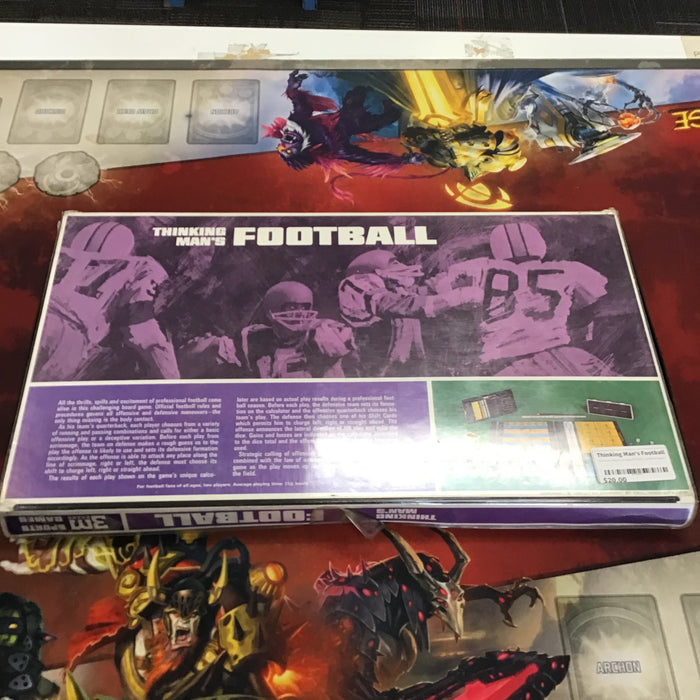 THINKING
MAN'S FOOTBALL
85
All the thrills, spills and excitement of professional football come
alive in this challenging board game. Official football rules and
procedures govern all offensive and defensive maneuvers—the
only thing missing is the body contact.
As his team's quarterback, each player chooses from a variety
of running and passing combinations and calls for either a basic
offensive play or a deceptive variation. Before each play from
scrimmage, the team on defense makes a rough guess as to the
play the offense is likely to use and sets its defensive formation
accordingly. As the offense is able to attack any place along the
line of scrimmage, right or left, the defense must choose its
shift to charge left, right or straight ahead.
The results of each play shown on the game's unique calcu-
lator are based on actual play results during a professional foot
ball season. Before each play, the defensive man sets its forma
tion on the calculator and the offensive quarterback chooses his
team's play. The defense then chooses one of his Shift Cards
which permits him to charge left, right or straight ahead. The
offense announces the lateral
dice. Gains and losses are
to the dice total and the
used.
Strategic calling of
combined with the law of
game as the play moves up
the field.
For football fans of all ages, two players. Average playing time: 1½ hours
Thinking Man's Football
$20.00
THINKING
MAN'S
FOOTBALL
3M SPORTS
GAMES
ARCHON